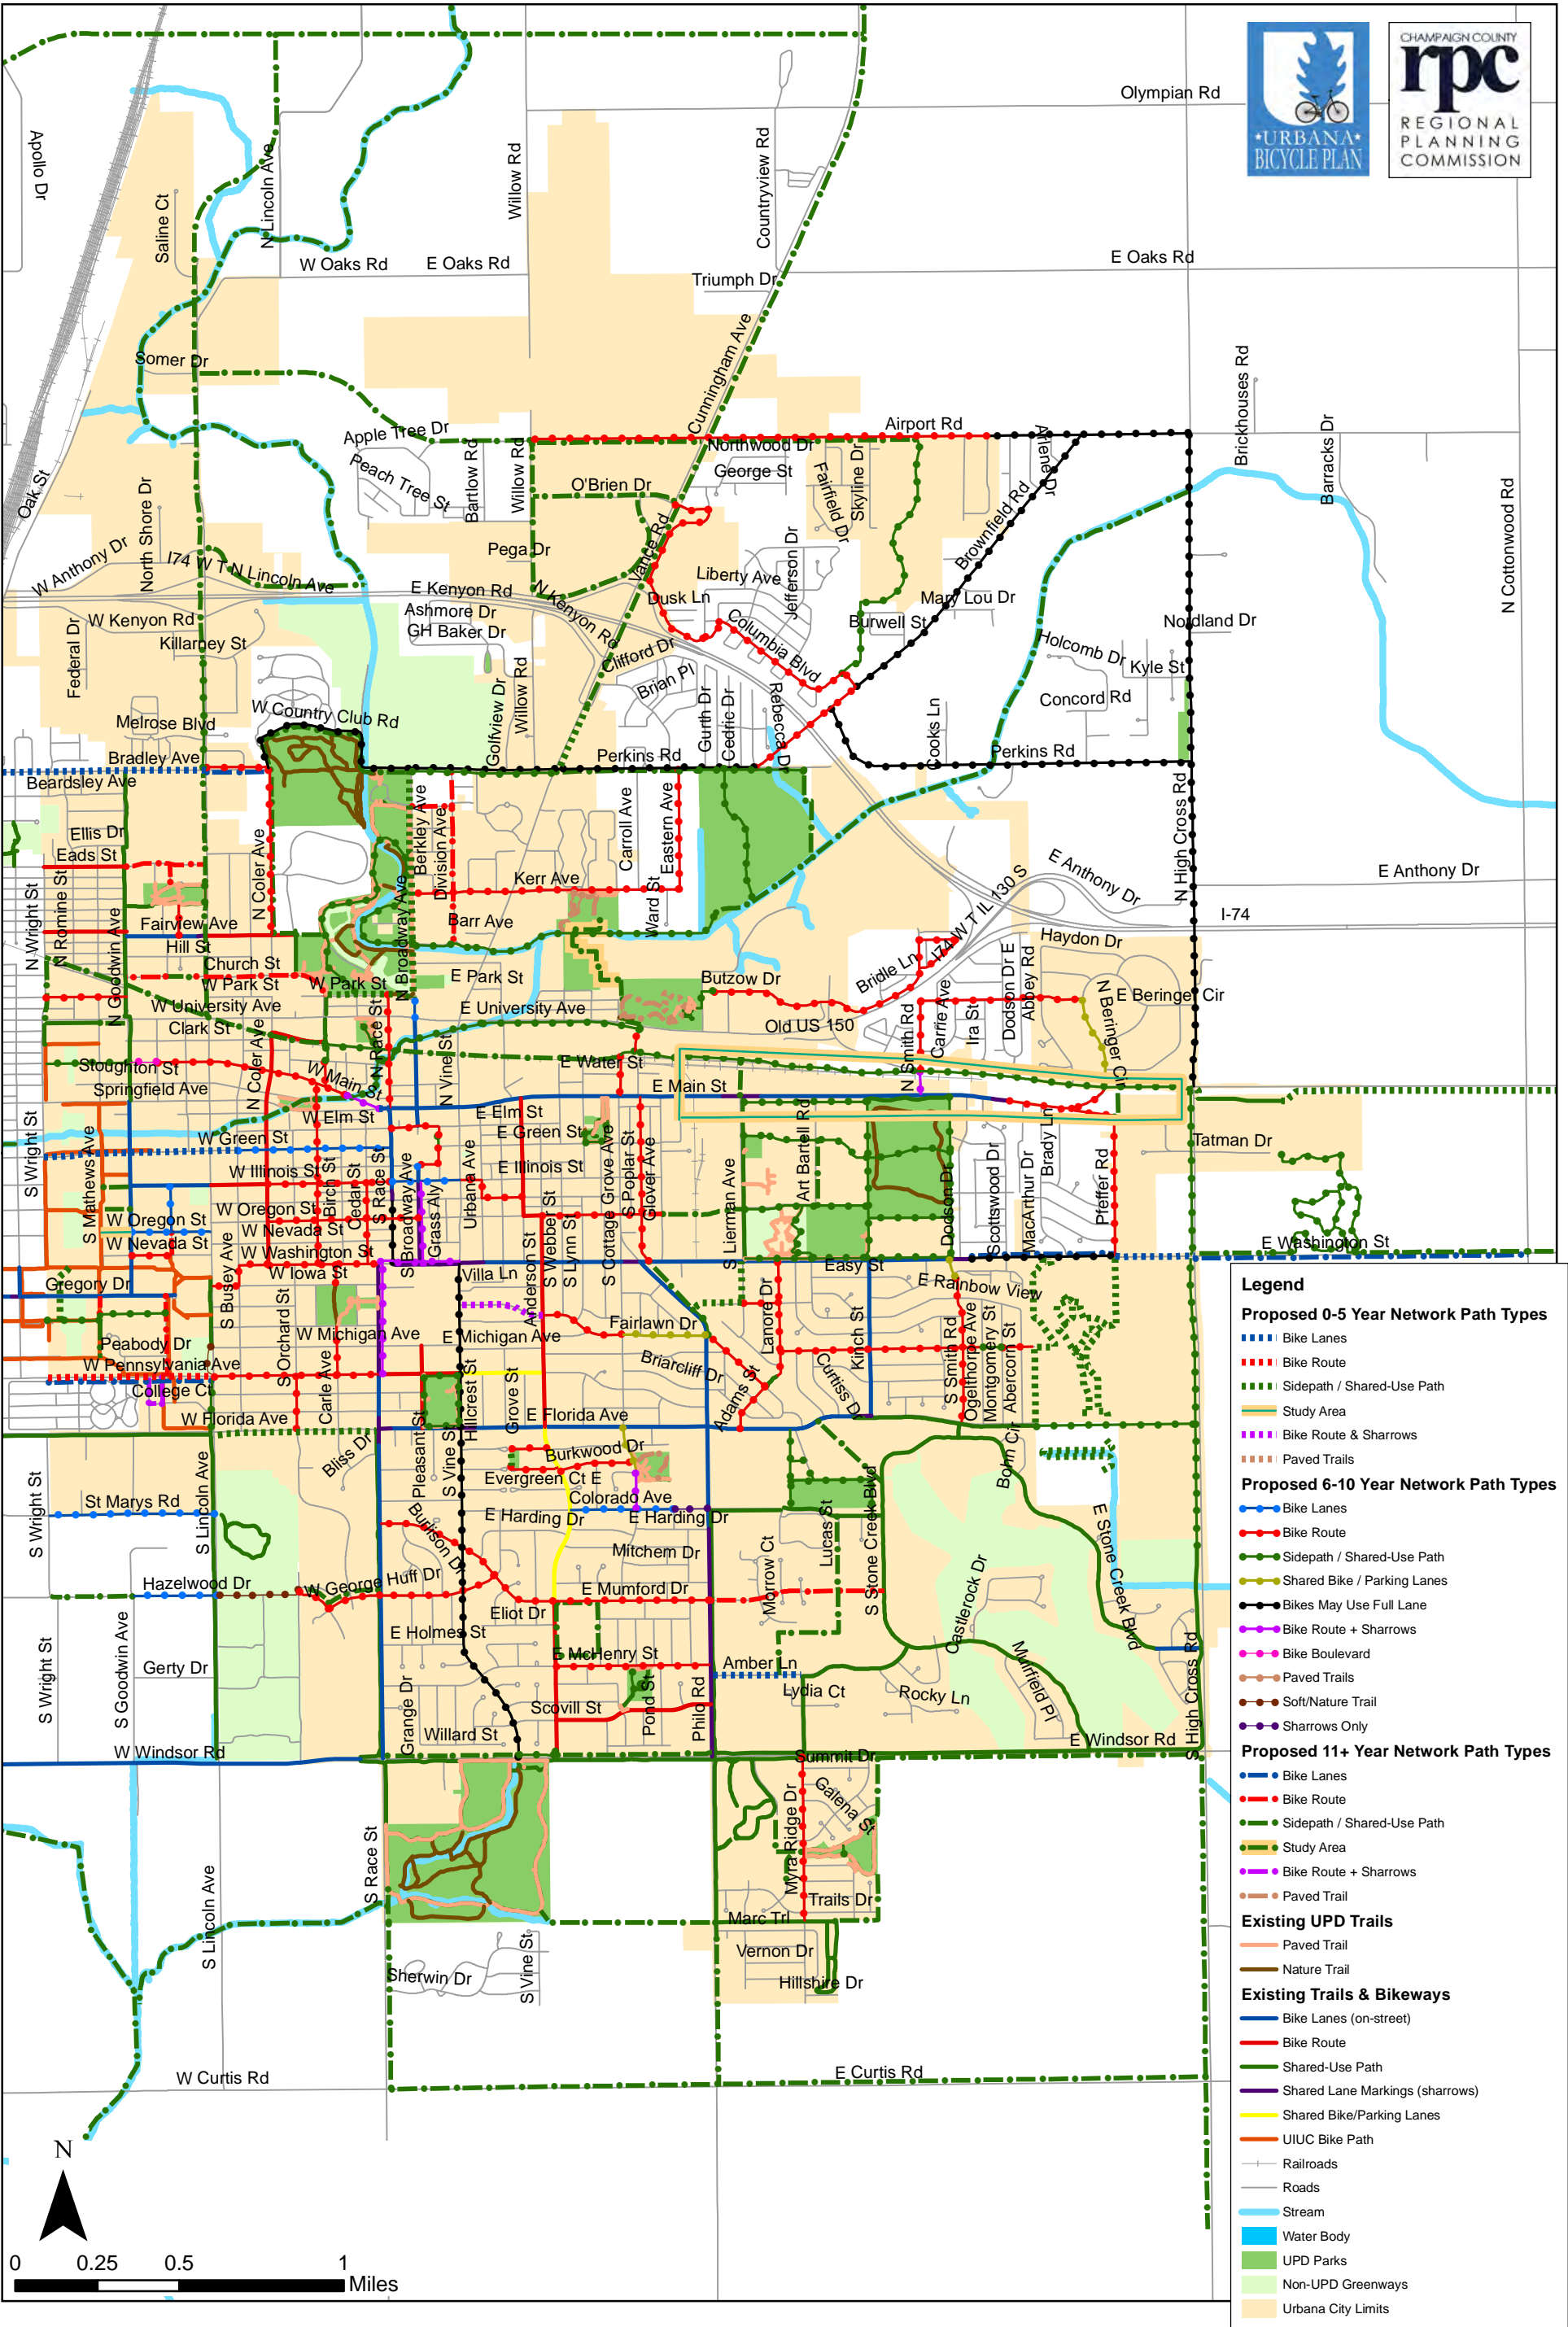 Olympian Rd
URBANA
BICYCLE PLAN
CHAMPAIGN COUNTY
rpc
REGIONAL
PLANNING
COMMISSION
Apollo Dr
Saline Ct
N Lincoln Ave
Willow Rd
Countryview Rd
W Oaks Rd
E Oaks Rd
E Oaks Rd
Triumph Dr
Somer Dr
Cunningham Ave
Brickhouses Rd
Barracks Dr
N Cottonwood Rd
Oak St
Apple Tree Dr
Peach Tree St
Bartlow Rd
Willow Rd
Airport Rd
Northwood Dr
George St
Fairfield Dr
Skyline Dr
Arlene Dr
O'Brien Dr
North Shore Dr
W Anthony Dr
I74 W T N Lincoln Ave
Pega Dr
Vance Rd
Liberty Ave
Jefferson Dr
Brownfield Rd
E Kenyon Rd
N Kenyon Rd
Dusk Ln
Mary Lou Dr
Ashmore Dr
GH Baker Dr
W Kenyon Rd
Killarney St
Federal Dr
Columbia Blvd
Burwell St
Nordland Dr
Clifford Dr
Brian Pl
Holcomb Dr
Kyle St
Concord Rd
Golfview Dr
Willow Rd
Gurth Dr
Cedric Dr
Rebecca Dr
Cooks Ln
W Country Club Rd
Melrose Blvd
Bradley Ave
Perkins Rd
Perkins Rd
Beardsley Ave
N High Cross Rd
Ellis Dr
Eads St
N Coler Ave
Berkley Ave
Division Ave
Carroll Ave
Eastern Ave
Kerr Ave
E Anthony Dr
E Anthony Dr
N Wright St
N Romine St
N Goodwin Ave
Fairview Ave
Hill St
N Broadway Ave
Barr Ave
Ward St
I74 W T IL 130 S
I-74
Haydon Dr
Church St
W Park St
W Park St
E Park St
Butzow Dr
Bridle Ln
W University Ave
E University Ave
Old US 150
Clark St
N Coler Ave
N Race St
N Vine St
N Smith Rd
Carrie Ave
Ira St
Dodson Dr E
Abbey Rd
N Beringer Cir
E Beringer Cir
Stoughton St
W Main St
E Water St
Springfield Ave
E Main St
W Elm St
E Elm St
S Wright St
S Mathews Ave
W Green St
E Green St
W Illinois St
E Illinois St
Birch St
Cedar St
S Race St
S Broadway Ave
Grass Aly
Urbana Ave
S Webber St
S Lynn St
S Cottage Grove Ave
S Poplar St
Glover Ave
S Lierman Ave
Art Bartell Rd
Dodson Dr
Scottswood Dr
MacArthur Dr
Brady Ln
Pfeffer Rd
Tatman Dr
W Oregon St
W Oregon St
W Nevada St
W Nevada St
W Washington St
E Washington St
S Busey Ave
W Iowa St
Villa Ln
Anderson St
Easy St
E Rainbow View
Gregory Dr
S Orchard St
W Michigan Ave
E Michigan Ave
Fairlawn Dr
Lanore Dr
Kinch St
S Smith Rd
Ogelthorpe Ave
Montgomery St
Abercorn St
Peabody Dr
W Pennsylvania Ave
College Ct
Carle Ave
Briarcliff Dr
Adams St
Curtiss Dr
W Florida Ave
E Florida Ave
Pleasant St
S Vine St
Hillcrest St
Grove St
Bliss Dr
Burkwood Dr
Evergreen Ct E
Colorado Ave
Bohn Cir
S Wright St
St Marys Rd
S Lincoln Ave
Burlison Dr
E Harding Dr
E Harding Dr
Mitchem Dr
Morrow Ct
Lucas St
S Stone Creek Blvd
E Stone Creek Blvd
Hazelwood Dr
W George Huff Dr
E Mumford Dr
Eliot Dr
Castlerock Dr
S Wright St
S Goodwin Ave
Gerty Dr
E Holmes St
E McHenry St
Amber Ln
Lydia Ct
Rocky Ln
Muirfield Pl
Grange Dr
Willard St
Scovill St
Pond St
Philo Rd
S High Cross Rd
W Windsor Rd
E Windsor Rd
Summit Dr
Galena St
Myra Ridge Dr
Trails Dr
S Race St
S Lincoln Ave
Marc Trl
Vernon Dr
Hillshire Dr
Sherwin Dr
S Vine St
W Curtis Rd
E Curtis Rd
N
0 0.25 0.5 1
Miles
Legend
Proposed 0-5 Year Network Path Types
Bike Lanes
Bike Route
Sidepath / Shared-Use Path
Study Area
Bike Route & Sharrows
Paved Trails
Proposed 6-10 Year Network Path Types
Bike Lanes
Bike Route
Sidepath / Shared-Use Path
Shared Bike / Parking Lanes
Bikes May Use Full Lane
Bike Route + Sharrows
Bike Boulevard
Paved Trails
Soft/Nature Trail
Sharrows Only
Proposed 11+ Year Network Path Types
Bike Lanes
Bike Route
Sidepath / Shared-Use Path
Study Area
Bike Route + Sharrows
Paved Trail
Existing UPD Trails
Paved Trail
Nature Trail
Existing Trails & Bikeways
Bike Lanes (on-street)
Bike Route
Shared-Use Path
Shared Lane Markings (sharrows)
Shared Bike/Parking Lanes
UIUC Bike Path
Railroads
Roads
Stream
Water Body
UPD Parks
Non-UPD Greenways
Urbana City Limits